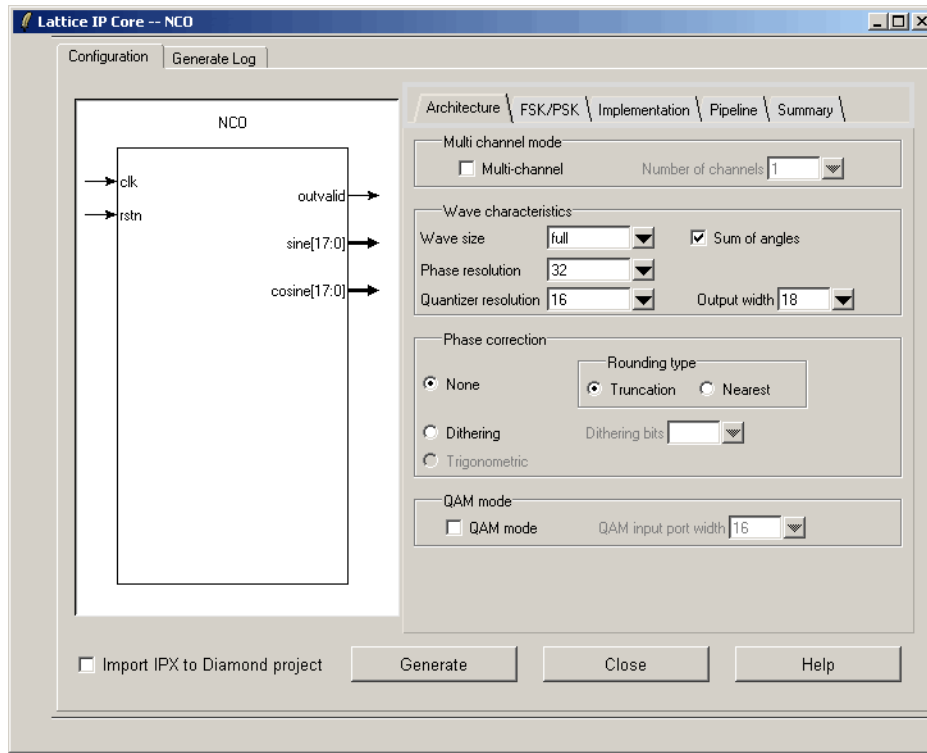 Lattice IP Core -- NCO
Configuration Generate Log
NCO
clk
rstn
outvalid
sine[17:0]
cosine[17:0]
Architecture FSK/PSK Implementation Pipeline Summary
Multi channel mode
Multi-channel Number of channels 1
Wave characteristics
Wave size full Sum of angles
Phase resolution 32
Quantizer resolution 16 Output width 18
Phase correction
Rounding type
None Truncation Nearest
Dithering Dithering bits
Trigonometric
QAM mode
QAM mode QAM input port width 16
Import IPX to Diamond project Generate Close Help